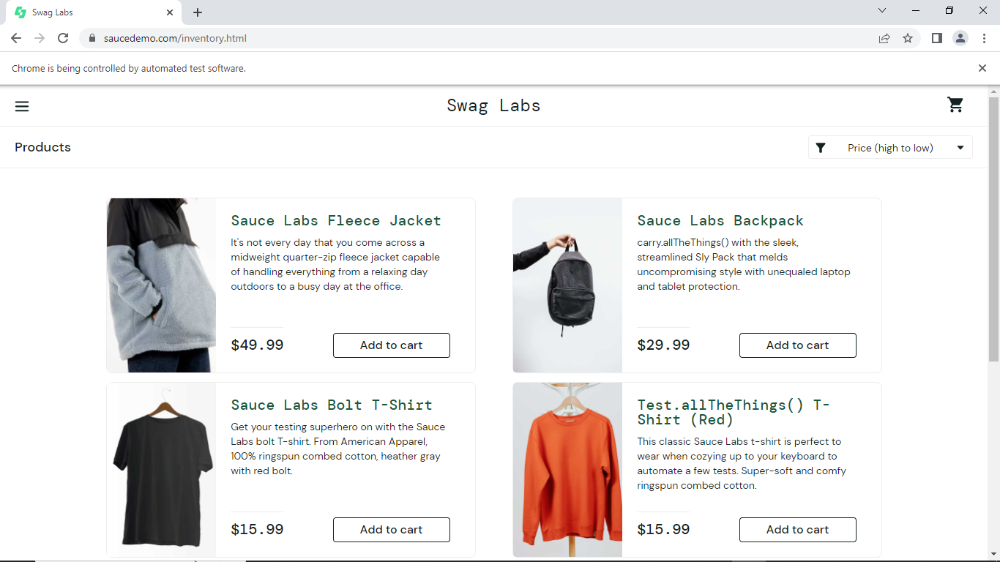 Swag Labs
saucedemo.com/inventory.html
Chrome is being controlled by automated test software.
Swag Labs
Products
Price (high to low)
Sauce Labs Fleece Jacket
It's not every day that you come across a
midweight quarter-zip fleece jacket capable
of handling everything from a relaxing day
outdoors to a busy day at the office.
$49.99
Add to cart
Sauce Labs Backpack
carry.allTheThings() with the sleek,
streamlined Sly Pack that melds
uncompromising style with unequaled laptop
and tablet protection.
$29.99
Add to cart
Sauce Labs Bolt T-Shirt
Get your testing superhero on with the Sauce
Labs bolt T-shirt. From American Apparel,
100% ringspun combed cotton, heather gray
with red bolt.
$15.99
Add to cart
Test.allTheThings() T-
Shirt (Red)
This classic Sauce Labs t-shirt is perfect to
wear when cozying up to your keyboard to
automate a few tests. Super-soft and comfy
ringspun combed cotton.
$15.99
Add to cart